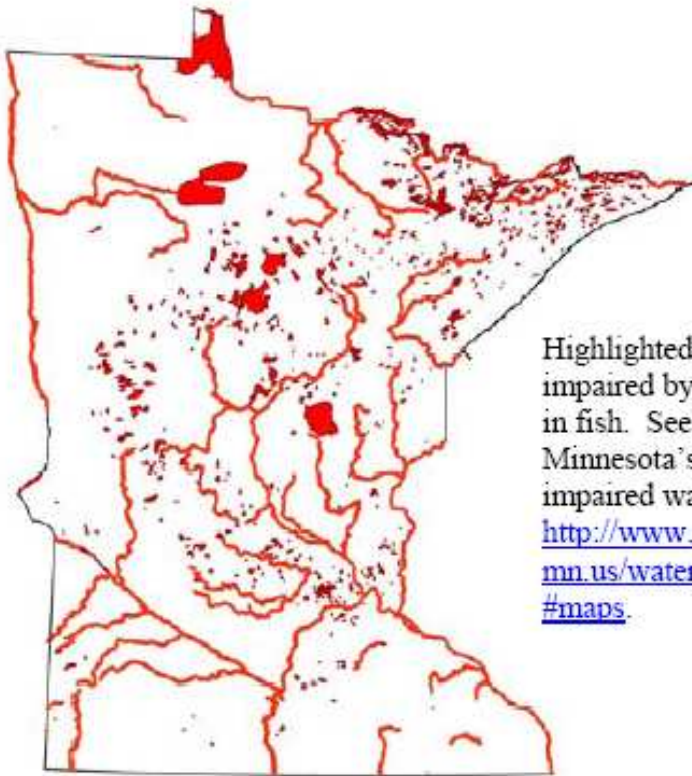 Highlighted
impaired by
in fish. See
Minnesota's
impaired wa
http://www.
mn.us/water
#maps.